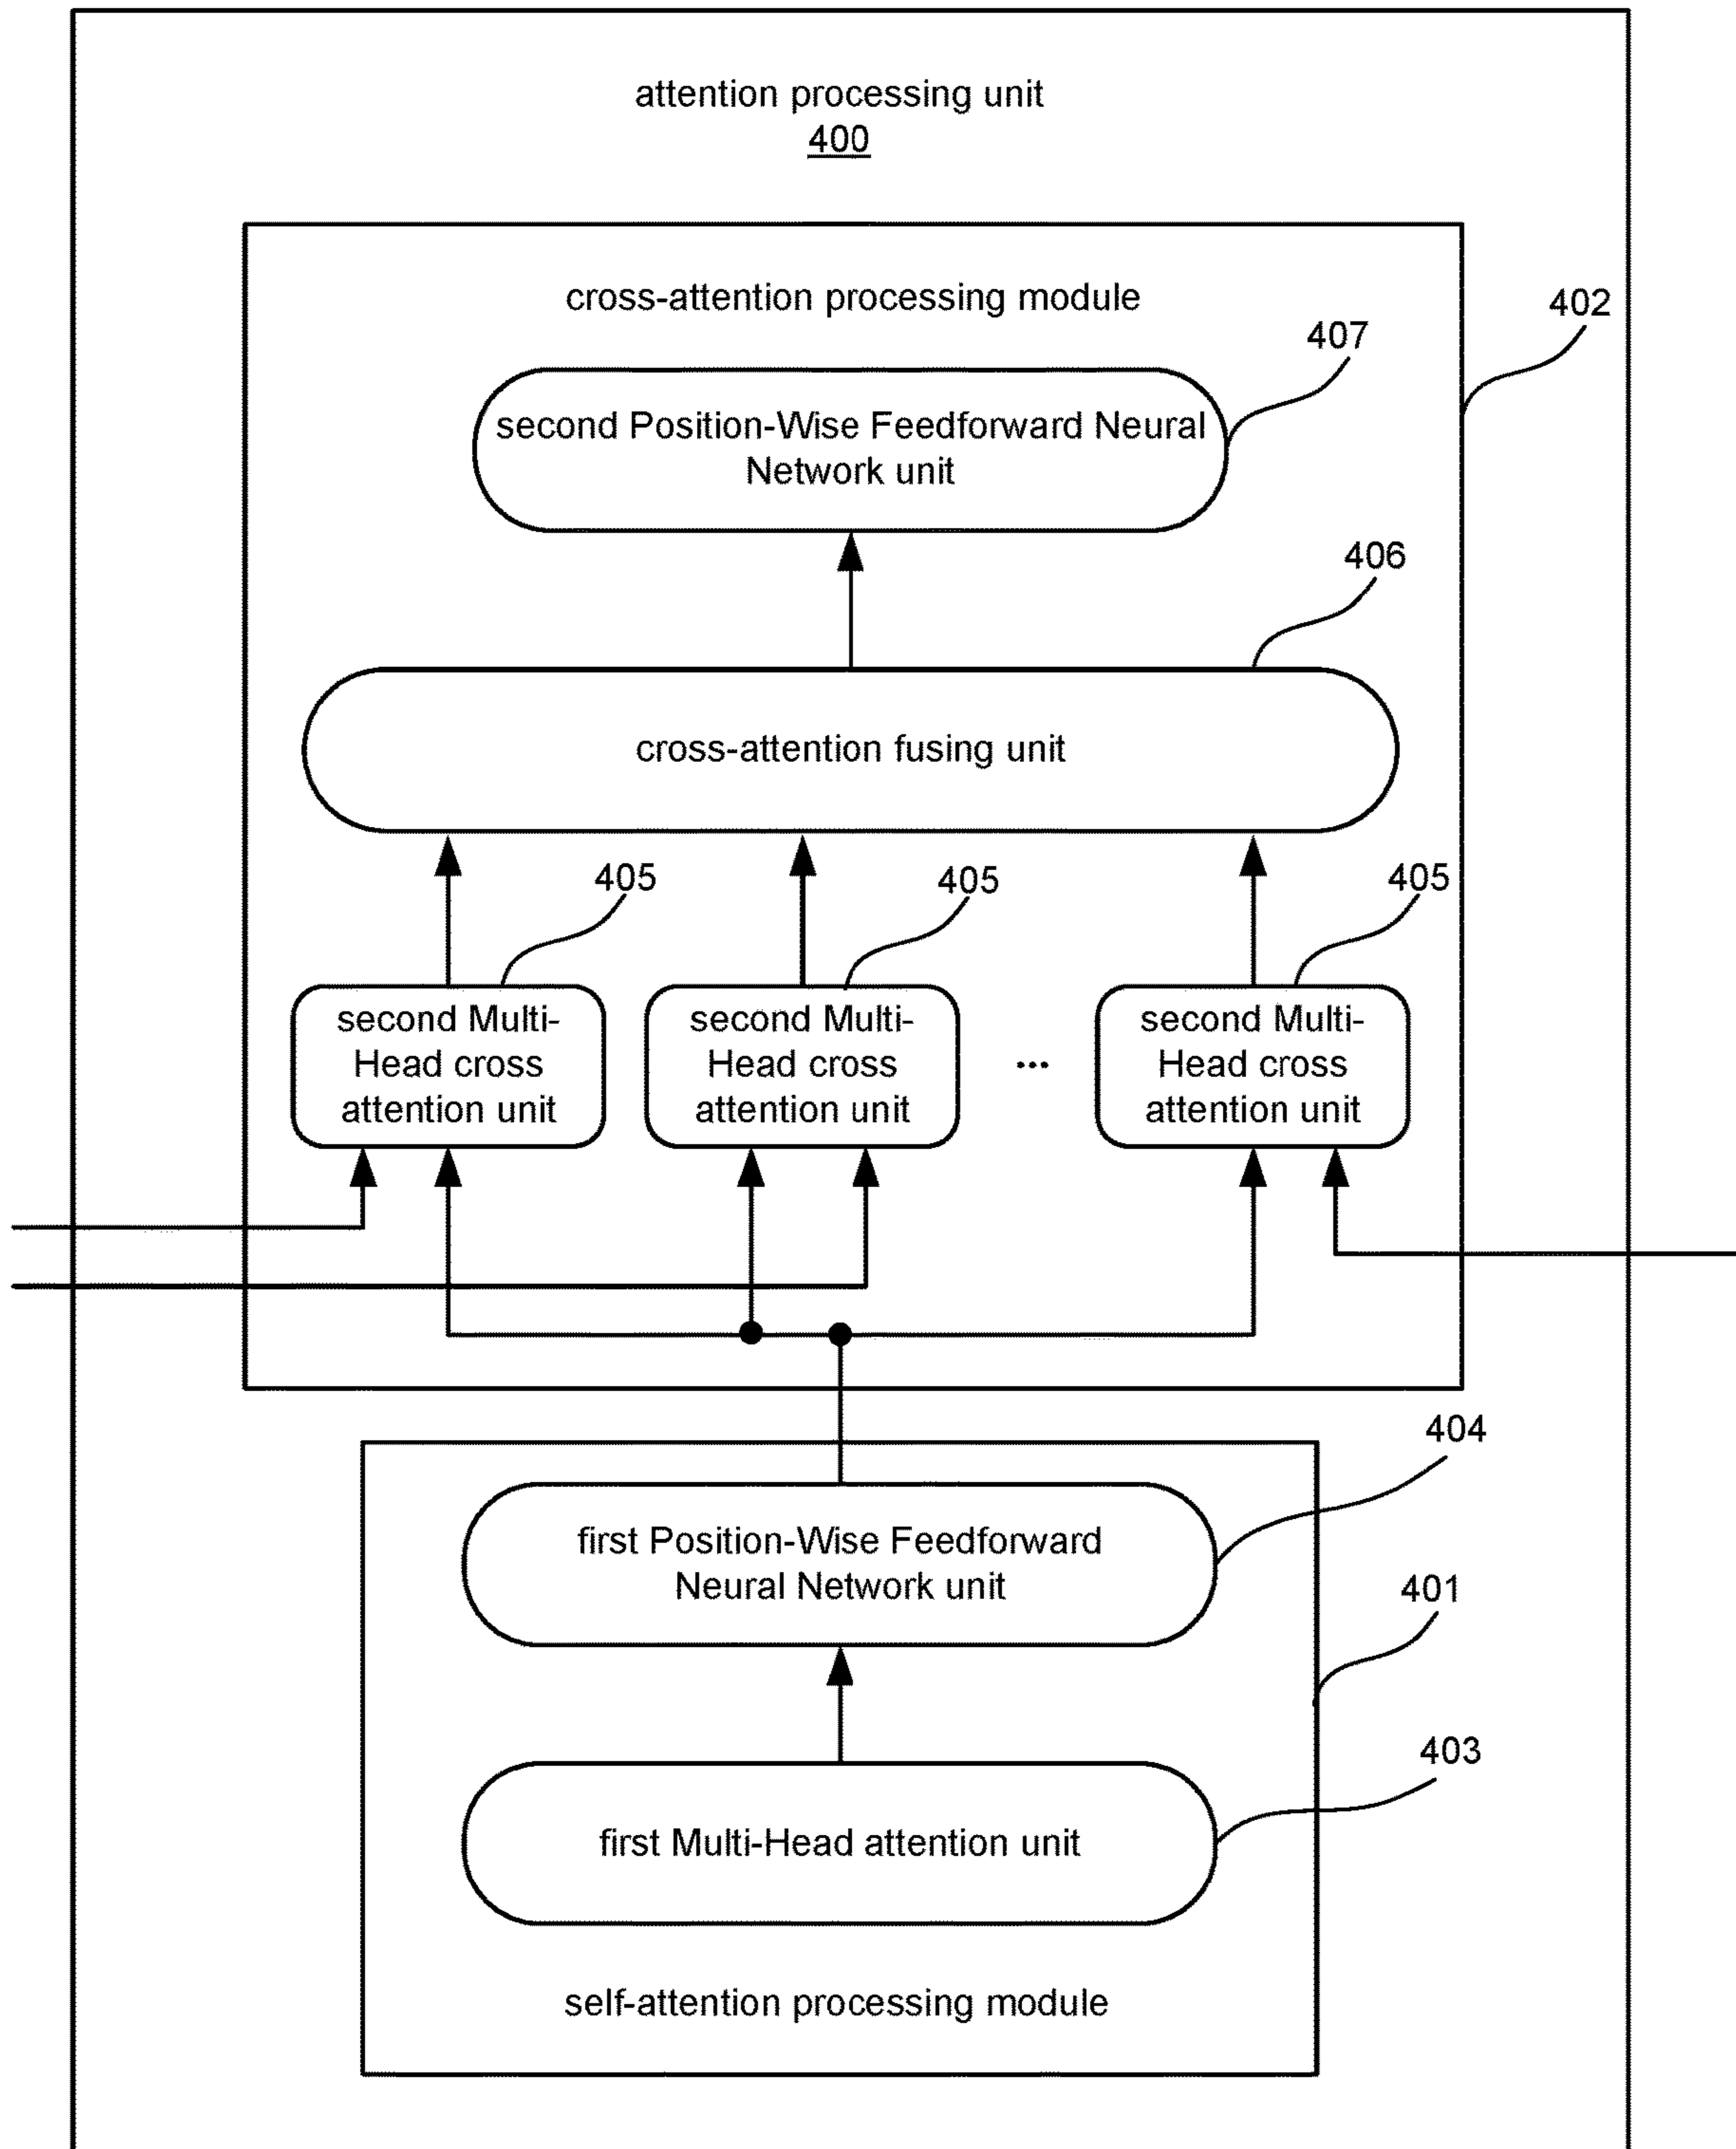 attention processing unit
400
cross-attention processing module
402
407
second Position-Wise Feedforward Neural
Network unit
406
cross-attention fusing unit
405
405
405
second Multi-
Head cross
attention unit
second Multi-
Head cross
attention unit
...
second Multi-
Head cross
attention unit
404
first Position-Wise Feedforward
Neural Network unit
401
403
first Multi-Head attention unit
self-attention processing module